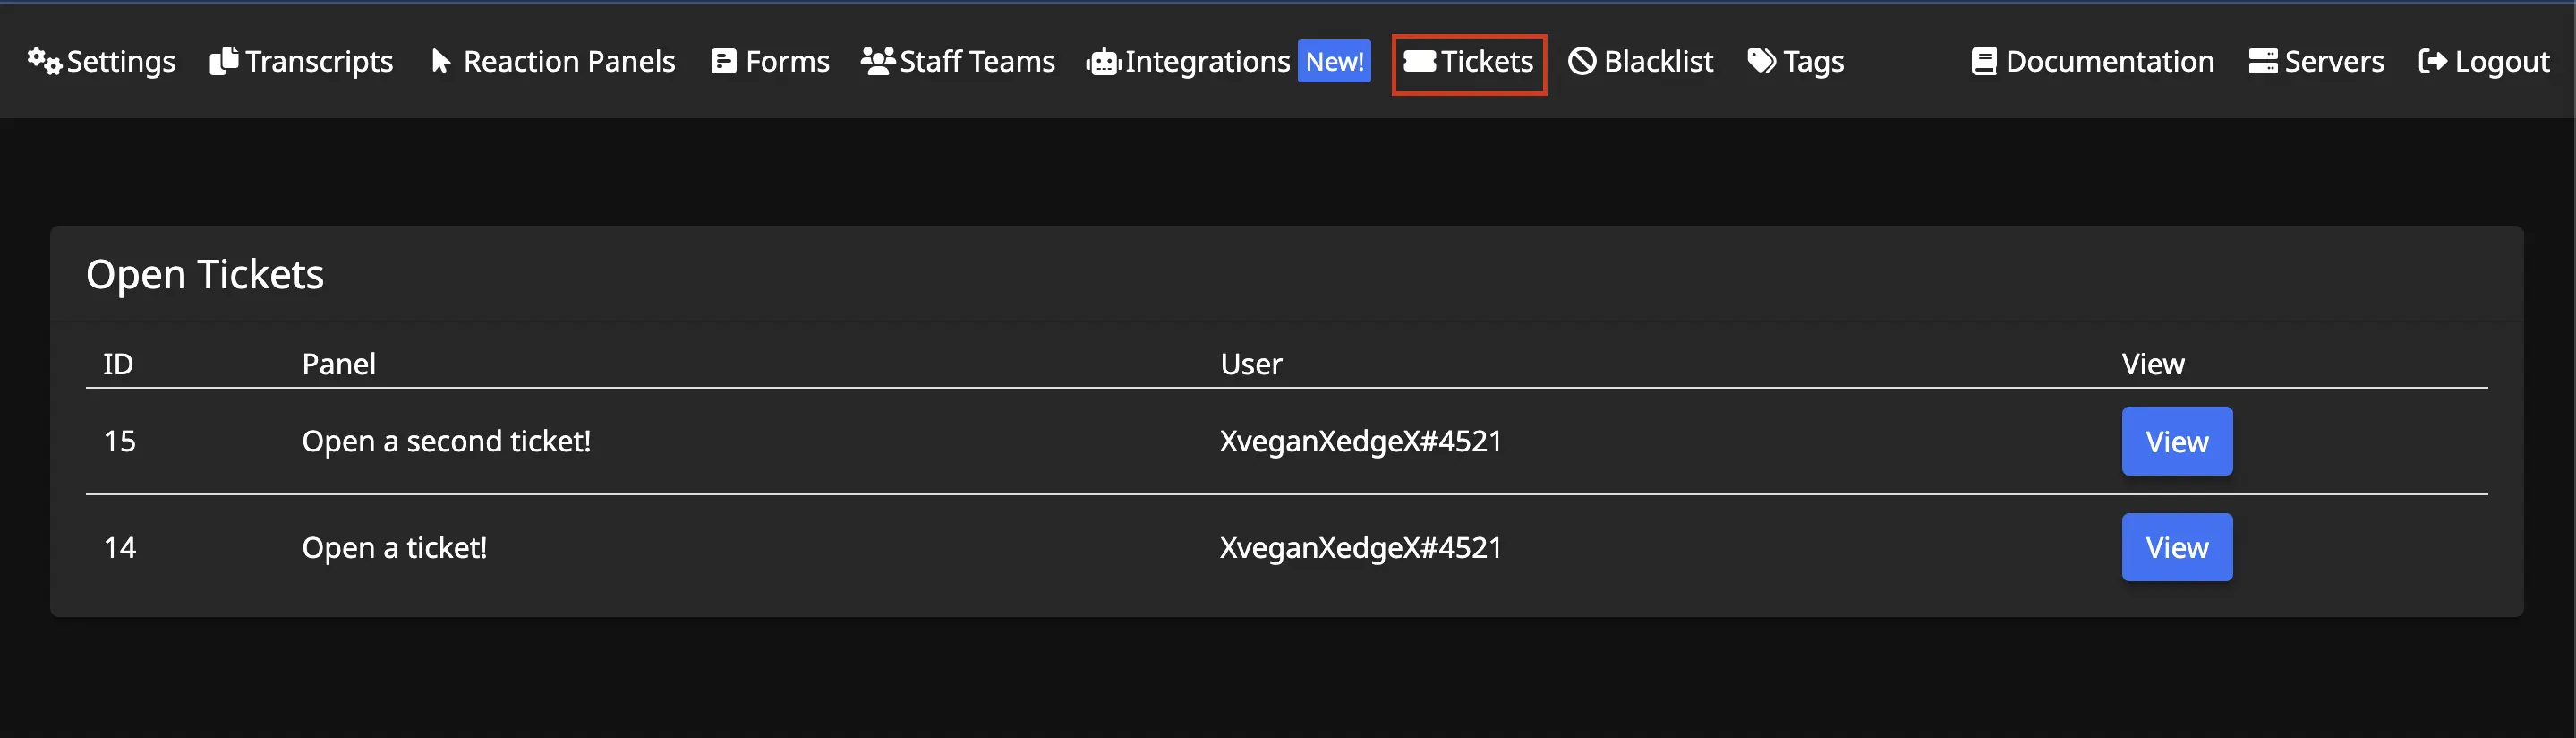 Settings Transcripts Reaction Panels Forms Staff Teams Integrations New! Tickets Blacklist Tags Documentation Servers Logout
Open Tickets
ID Panel User View
15 Open a second ticket! XveganXedgeX#4521 View
14 Open a ticket! XveganXedgeX#4521 View